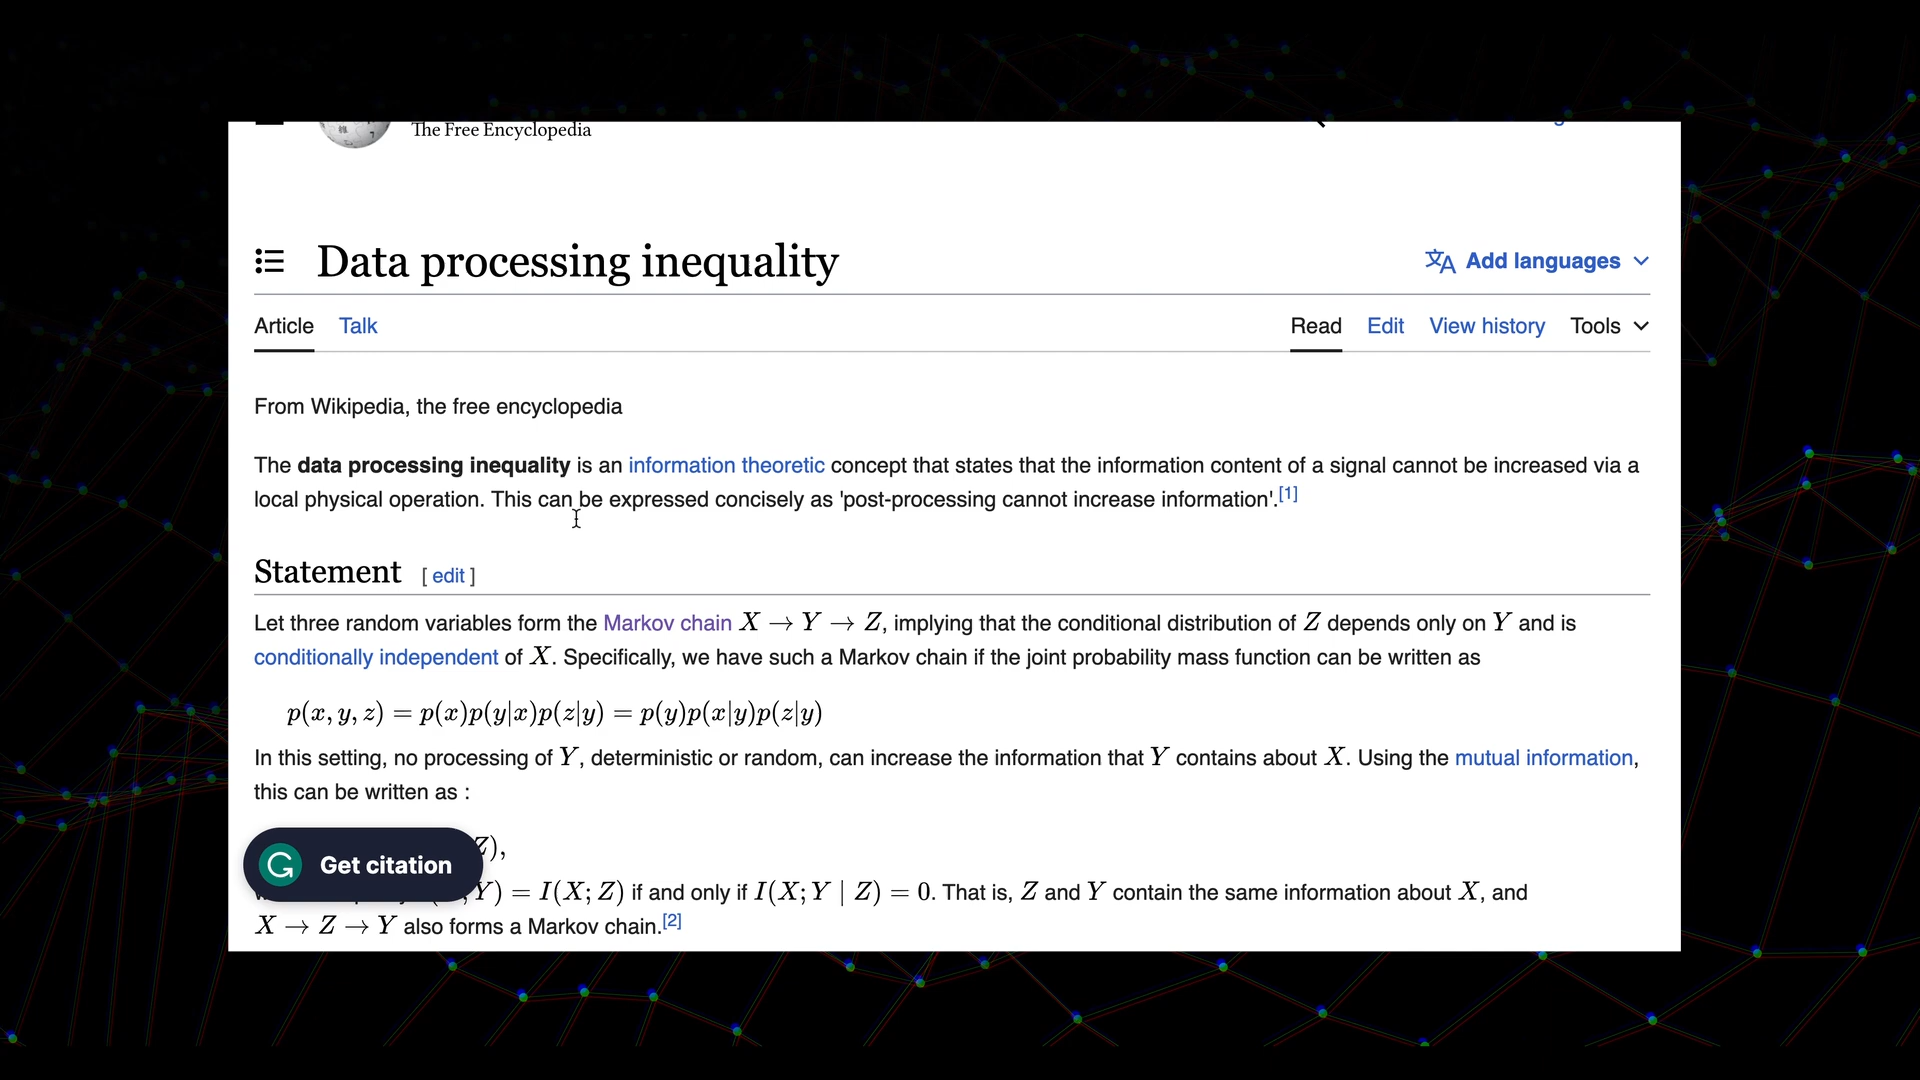 The Free Encyclopedia
Data processing inequality
Add languages
Article Talk Read Edit View history Tools
From Wikipedia, the free encyclopedia
The data processing inequality is an information theoretic concept that states that the information content of a signal cannot be increased via a
local physical operation. This can be expressed concisely as 'post-processing cannot increase information'.[1]
Statement [ edit ]
Let three random variables form the Markov chain X → Y → Z, implying that the conditional distribution of Z depends only on Y and is
conditionally independent of X. Specifically, we have such a Markov chain if the joint probability mass function can be written as
p(x, y, z) = p(x)p(y|x)p(z|y) = p(y)p(x|y)p(z|y)
In this setting, no processing of Y, deterministic or random, can increase the information that Y contains about X. Using the mutual information,
this can be written as :
Z),
Get citation
Y) = I(X; Z) if and only if I(X; Y | Z) = 0. That is, Z and Y contain the same information about X, and
X → Z → Y also forms a Markov chain.[2]